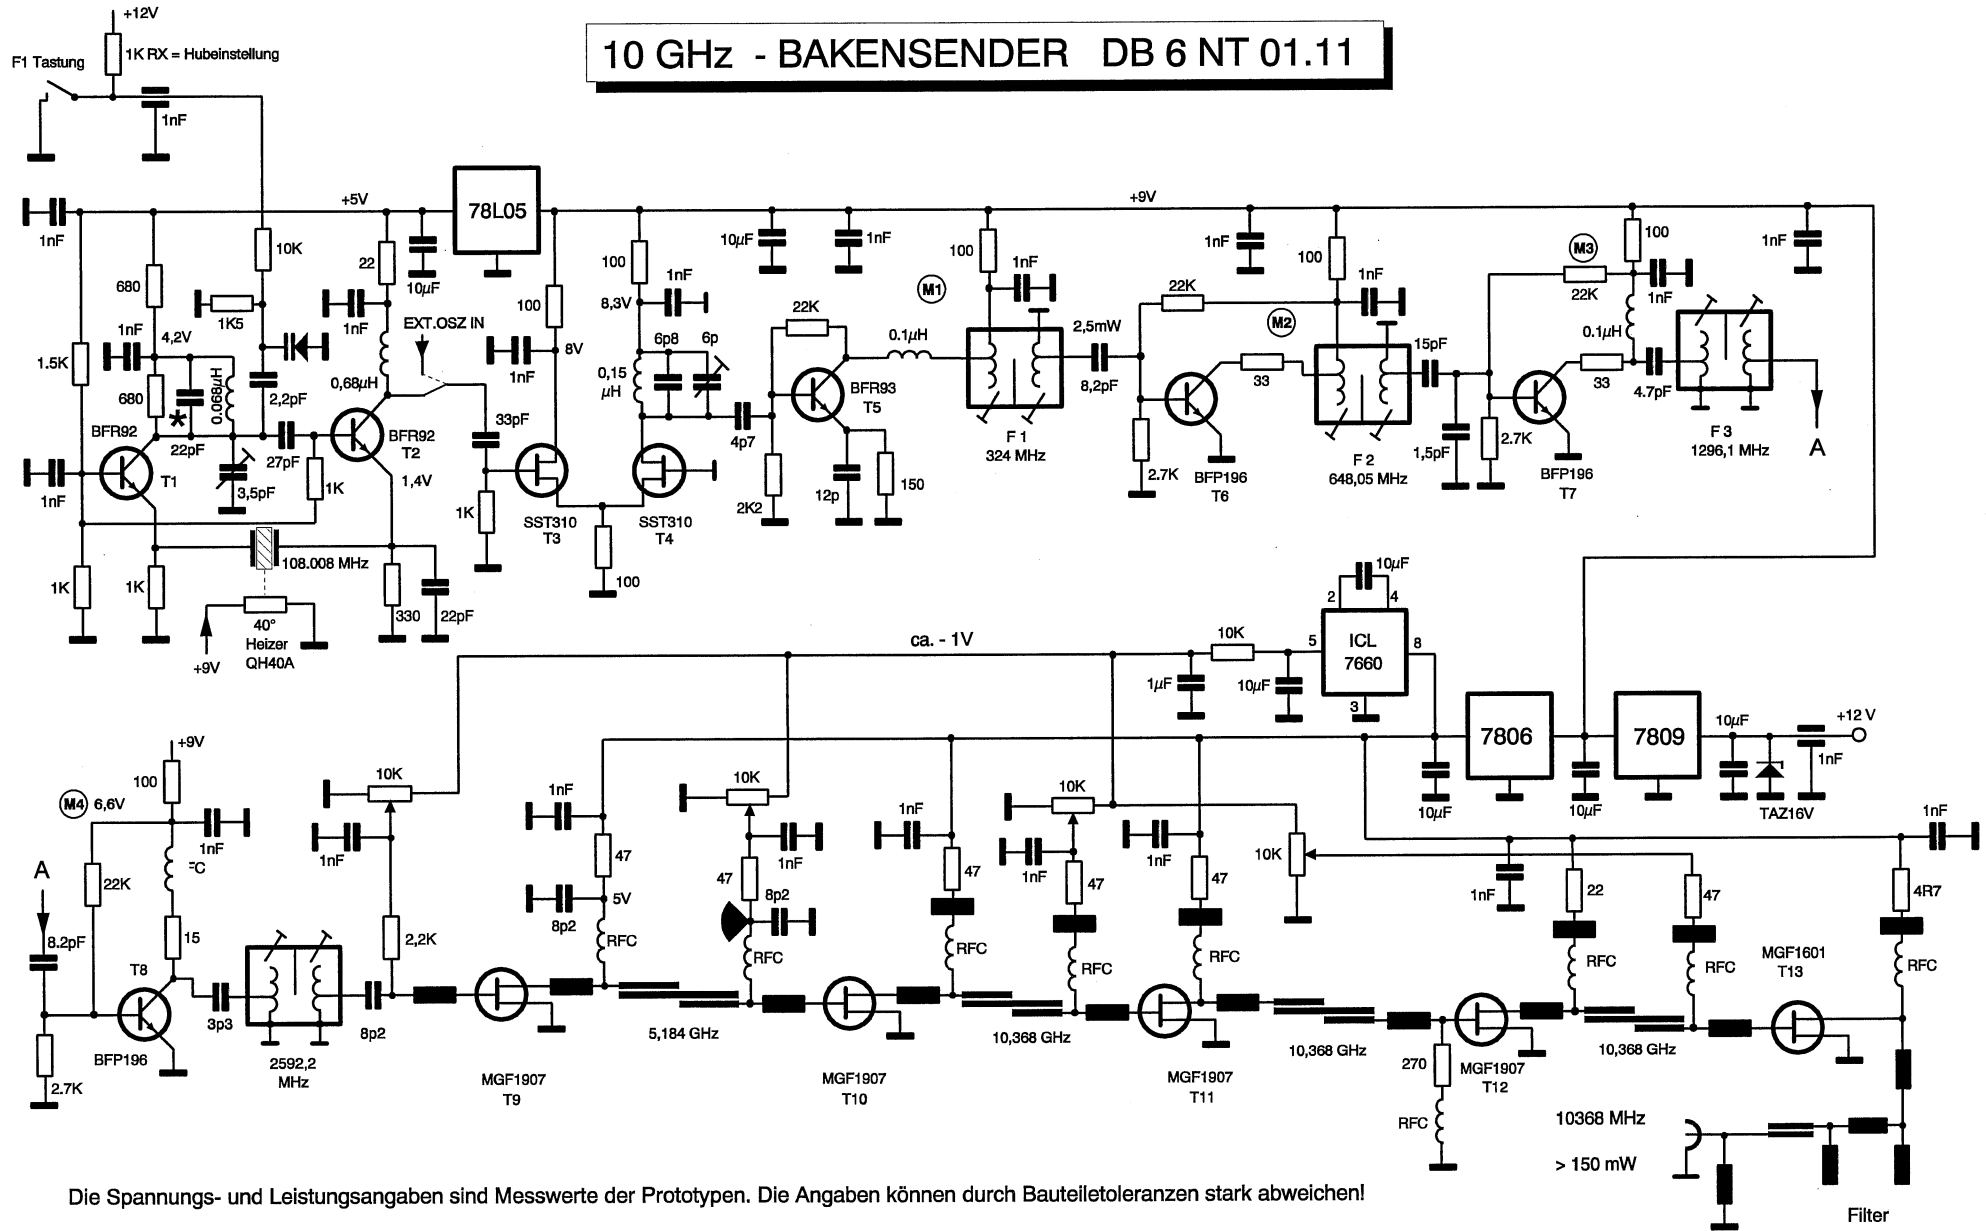 10 GHz - BAKENSENDER DB 6 NT 01.11
+12V
F1 Tastung
1K RX = Hubeinstellung
1nF
+5V
78L05
+9V
1nF
680
10K
22
10µF
1K5
1nF
4,2V
1nF
EXT.OSZ IN
1.5K
680
0.068µH
2,2pF
0,68µH
BFR92
T1
22pF
27pF
BFR92
T2
1,4V
3,5pF
1K
1nF
33pF
1K
100
8V
1nF
SST310
T3
SST310
T4
100
100
8,3V
1nF
6p8
6p
0,15
µH
4p7
10µF
1nF
22K
BFR93
T5
2K2
12p
150
0.1µH
M1
100
1nF
F 1
324 MHz
2,5mW
8,2pF
22K
2.7K
BFP196
T6
33
1nF
M2
100
1nF
F 2
648,05 MHz
15pF
1,5pF
2.7K
BFP196
T7
M3
22K
33
100
1nF
0.1µH
4.7pF
1nF
F 3
1296,1 MHz
A
108.008 MHz
1K
1K
40°
Heizer
QH40A
+9V
330
22pF
ca. - 1V
10K
1µF
10µF
10µF
2
4
5
ICL
7660
8
3
7806
7809
10µF
10µF
10µF
TAZ16V
1nF
+12 V
+9V
100
M4
6,6V
1nF
A
22K
8.2pF
15
T8
BFP196
2.7K
3p3
2592,2
MHz
8p2
10K
1nF
2,2K
MGF1907
T9
1nF
47
5V
8p2
RFC
5,184 GHz
10K
1nF
47
8p2
RFC
MGF1907
T10
1nF
47
RFC
10,368 GHz
10K
1nF
47
RFC
MGF1907
T11
1nF
47
RFC
10,368 GHz
10K
270
RFC
MGF1907
T12
1nF
22
RFC
10,368 GHz
47
RFC
MGF1601
T13
1nF
4R7
RFC
10368 MHz
> 150 mW
Filter
Die Spannungs- und Leistungsangaben sind Messwerte der Prototypen. Die Angaben können durch Bauteiletoleranzen stark abweichen!